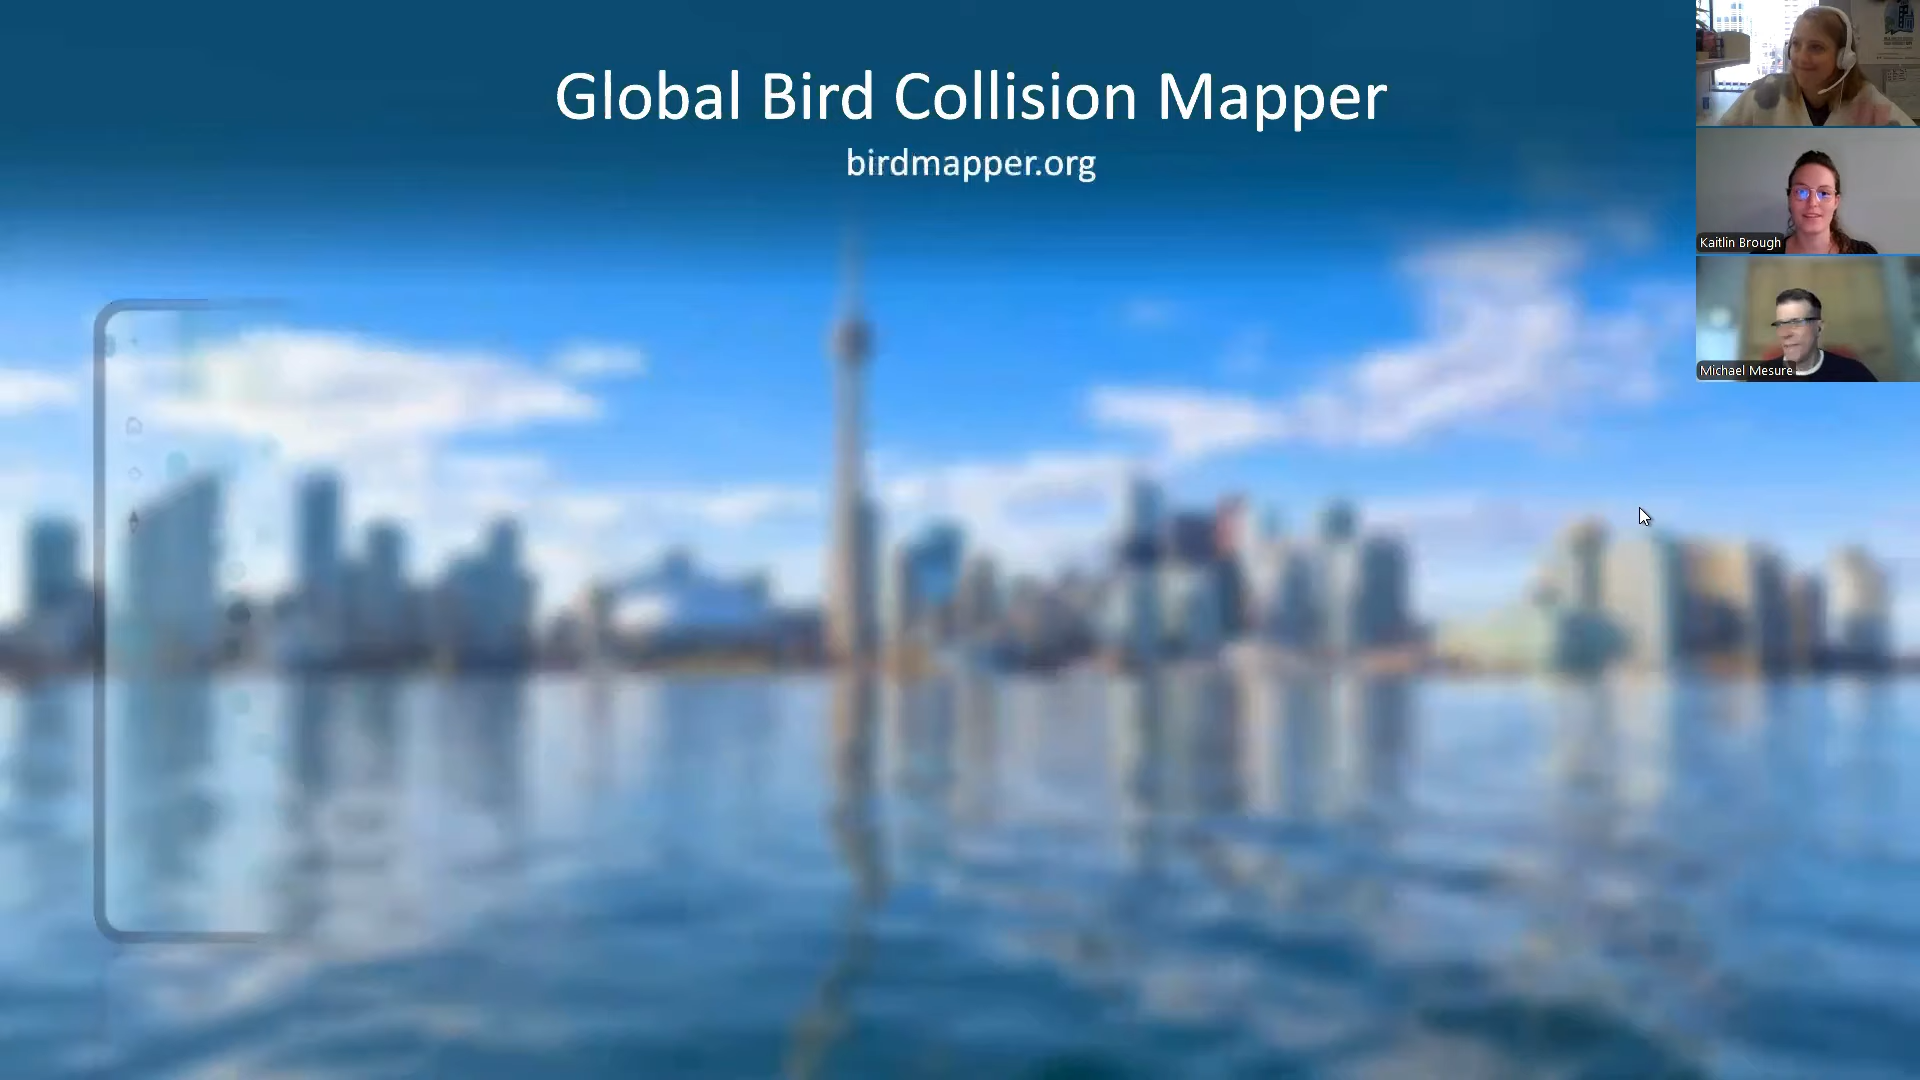 Global Bird Collision Mapper
birdmapper.org
Kaitlin Brough
Michael Mesure